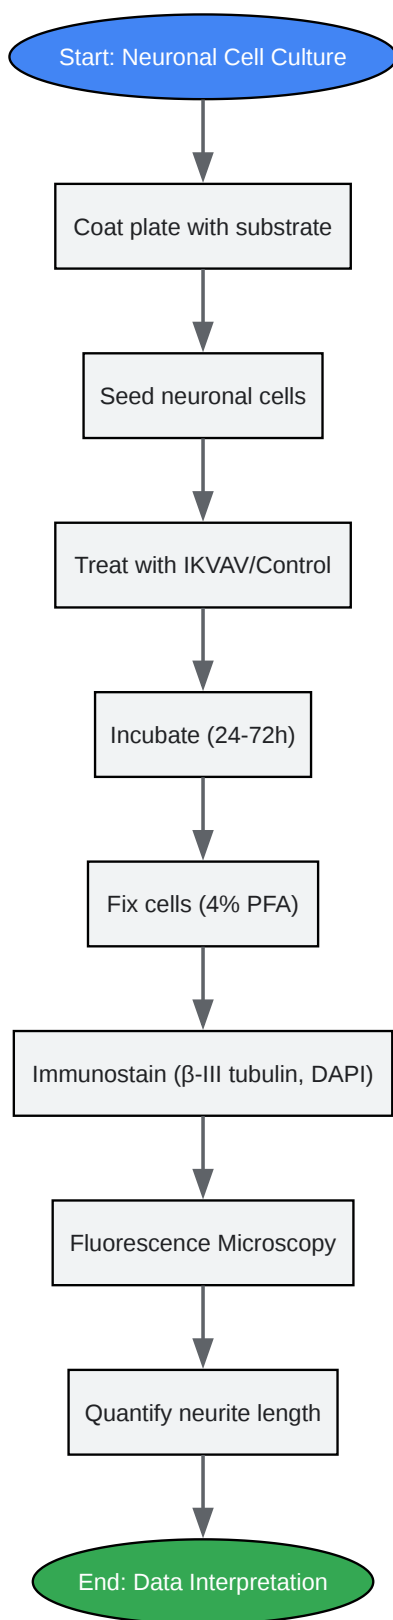 Start: Neuronal Cell Culture
Coat plate with substrate
Seed neuronal cells
Treat with IKVAV/Control
Incubate (24-72h)
Fix cells (4% PFA)
Immunostain (β-III tubulin, DAPI)
Fluorescence Microscopy
Quantify neurite length
End: Data Interpretation